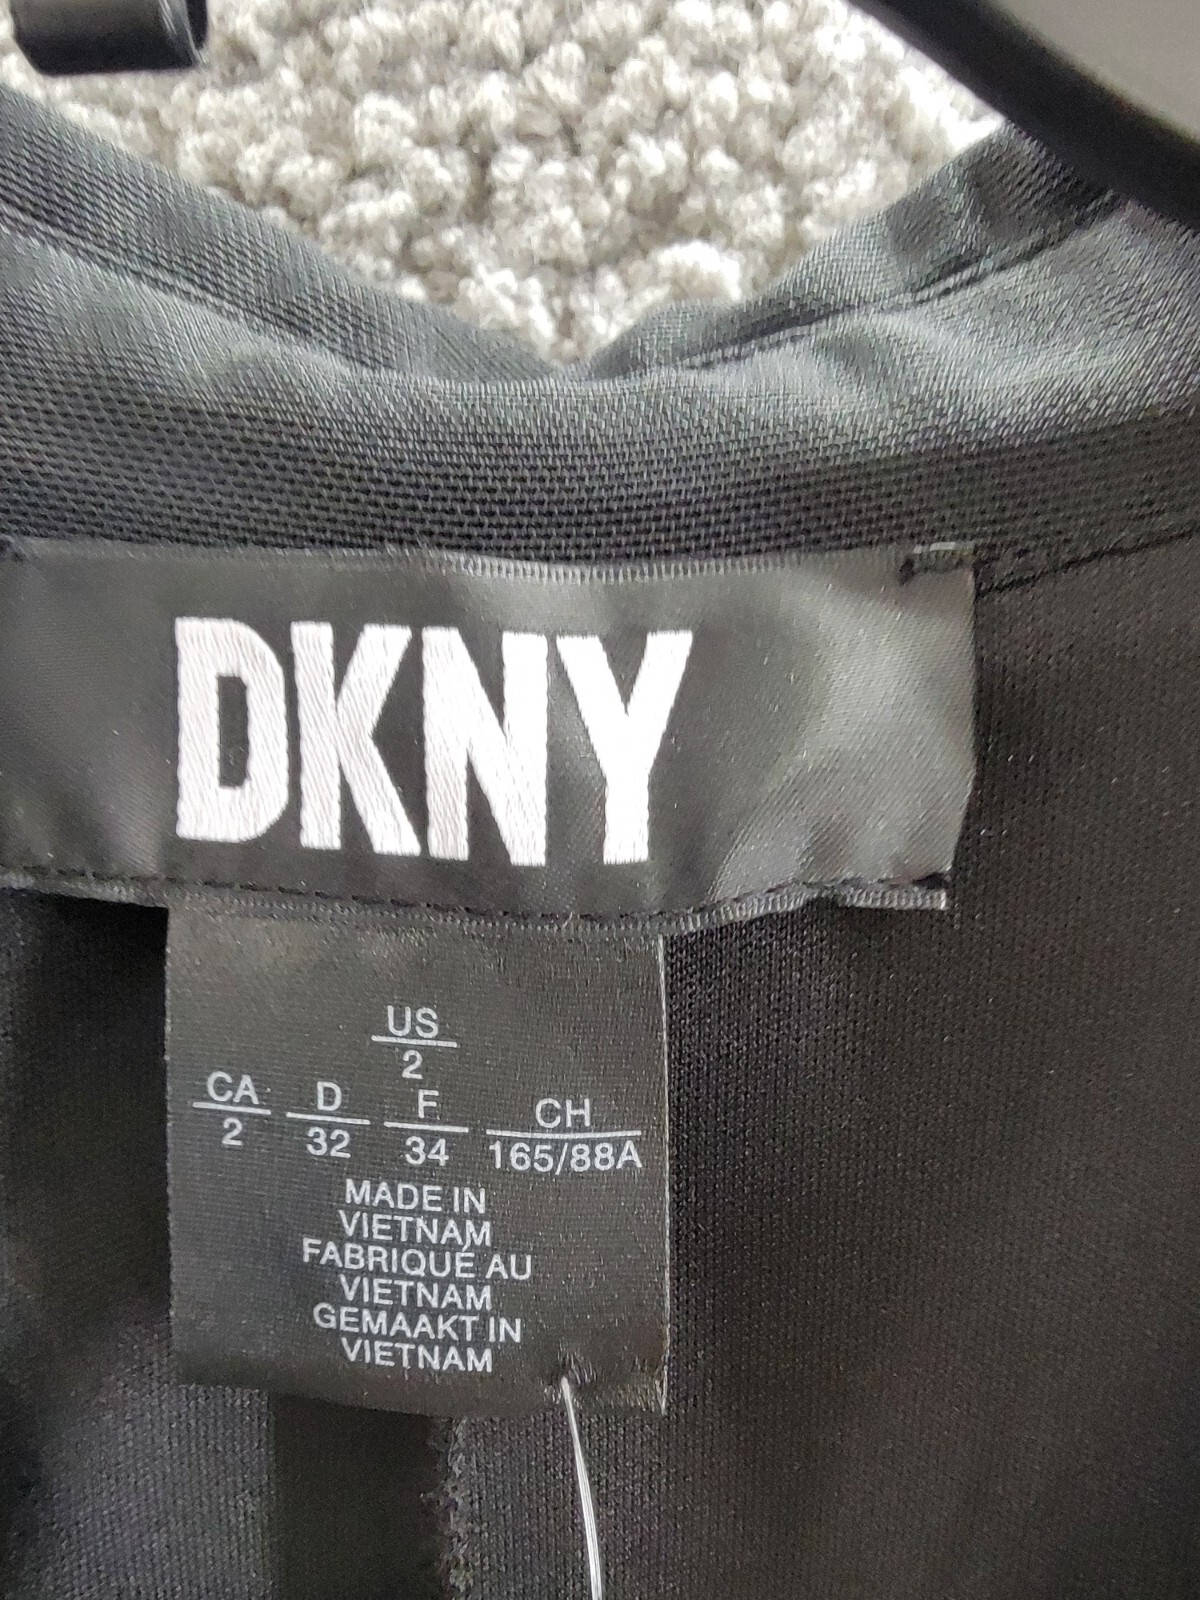 DKNY
US
2
CA D F CH
2 32 34 165/88A
MADE IN
VIETNAM
FABRIQUÉ AU
VIETNAM
GEMAAKT IN
VIETNAM